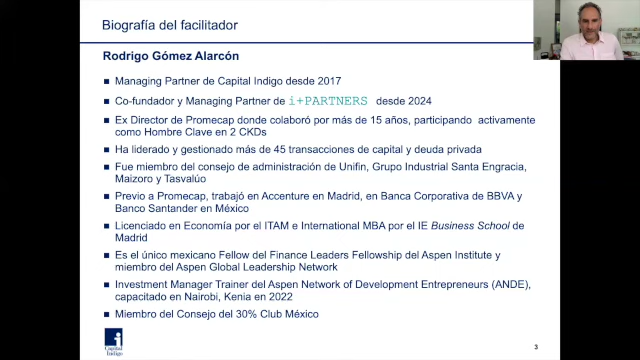 Biografía del facilitador
Rodrigo Gómez Alarcón
■ Managing Partner de Capital Indigo desde 2017
■ Co-fundador y Managing Partner de i+PARTNERS desde 2024
■ Ex Director de Promecap donde colaboró por más de 15 años, participando activamente
como Hombre Clave en 2 CKDs
■ Ha liderado y gestionado más de 45 transacciones de capital y deuda privada
■ Fue miembro del consejo de administración de Unifin, Grupo Industrial Santa Engracia,
Maizoro y Tasvalúo
■ Previo a Promecap, trabajó en Accenture en Madrid, en Banca Corporativa de BBVA y
Banco Santander en México
■ Licenciado en Economía por el ITAM e International MBA por el IE Business School de
Madrid
■ Es el único mexicano Fellow del Finance Leaders Fellowship del Aspen Institute y
miembro del Aspen Global Leadership Network
■ Investment Manager Trainer del Aspen Network of Development Entrepreneurs (ANDE),
capacitado en Nairobi, Kenia en 2022
■ Miembro del Consejo del 30% Club México
Capital
Indigo
3